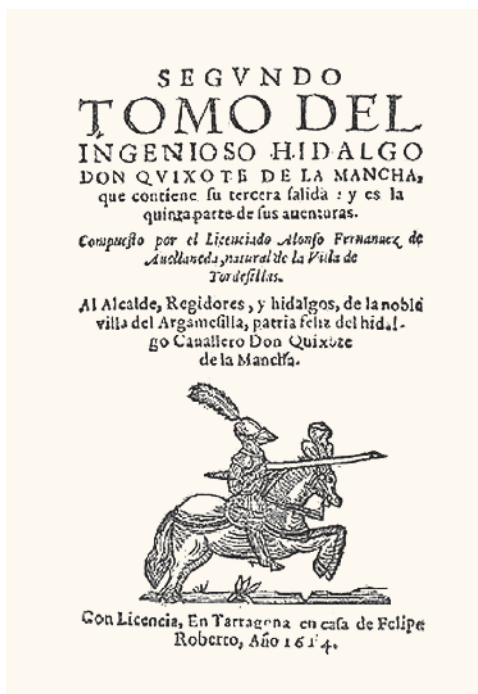 SEGVNDO
TOMO DEL
INGENIOSO HIDALGO
DON QVIXOTE DE LA MANCHA,
que contiene su tercera salida : y es la
quinta parte de sus auenturas.
Compuesto por el Licenciado Alonso Fernandez de
Auellaneda, natural de la Villa de
Tordesillas.
Al Alcalde, Regidores, y hidalgos, de la noble
villa del Argamesilla, patria feliz del hidal-
go Cauallero Don Quixote
de la Mancha.
Con Licencia, En Tarragona en casa de Felipe
Roberto, Año 1614.